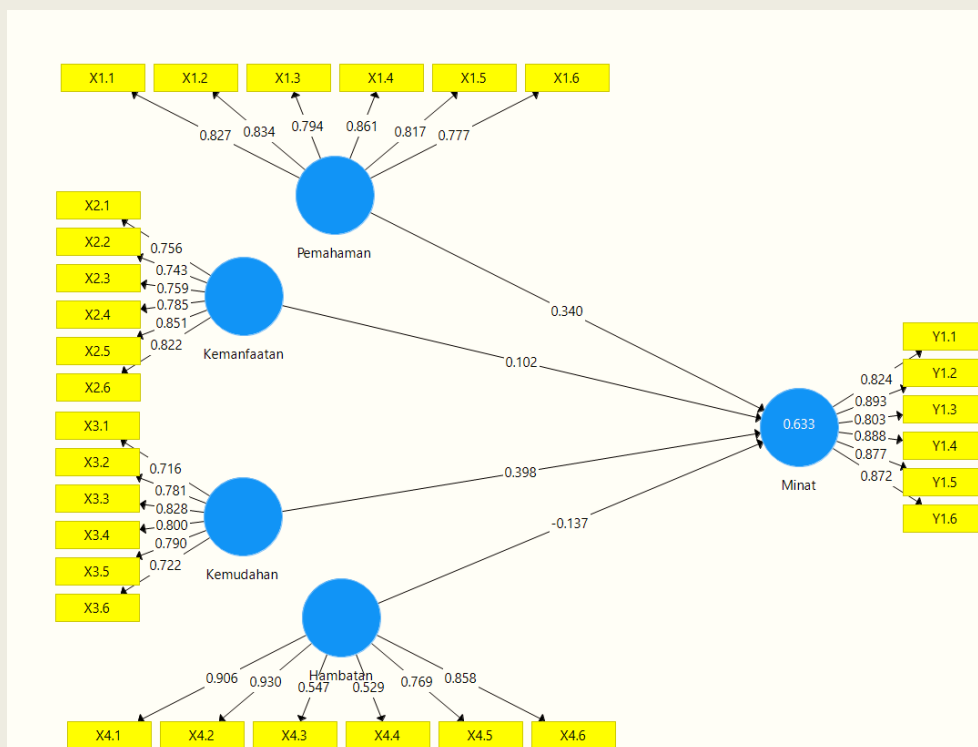 X1.1 X1.2 X1.3 X1.4 X1.5 X1.6
0.827 0.834 0.794 0.861 0.817 0.777
Pemahaman
X2.1
X2.2
X2.3
X2.4
X2.5
X2.6
0.756
0.743
0.759
0.785
0.851
0.822
Kemanfaatan
X3.1
X3.2
X3.3
X3.4
X3.5
X3.6
0.716
0.781
0.828
0.800
0.790
0.722
Kemudahan
0.340
0.102
0.398
-0.137
0.633
Minat
0.824
0.893
0.803
0.888
0.877
0.872
Y1.1
Y1.2
Y1.3
Y1.4
Y1.5
Y1.6
Hambatan
0.906 0.930 0.547 0.529 0.769 0.858
X4.1 X4.2 X4.3 X4.4 X4.5 X4.6